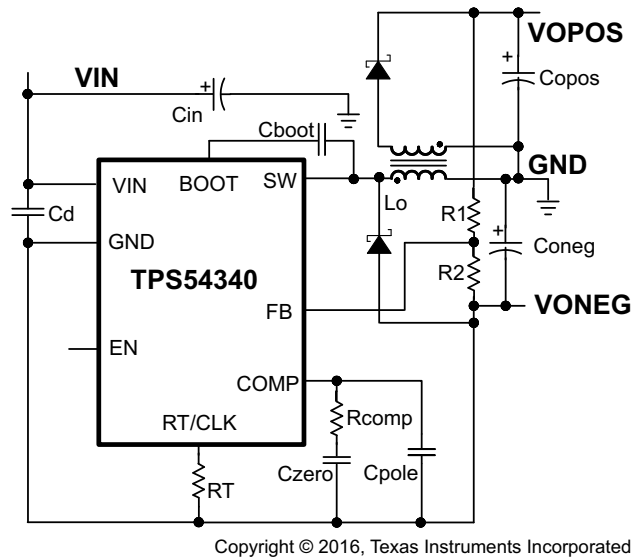 VOPOS
VIN
Copos
Cin
Cboot
GND
VIN
BOOT
SW
Lo
R1
Cd
GND
Coneg
TPS54340
R2
FB
VONEG
EN
COMP
RT/CLK
Rcomp
Czero
Cpole
RT
Copyright © 2016, Texas Instruments Incorporated